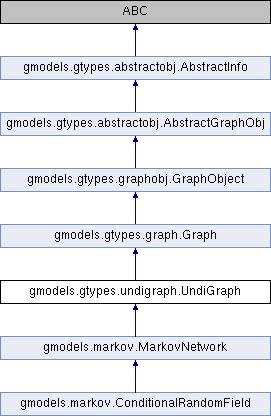 ABC
gmodels.gtypes.abstractobj.AbstractInfo
gmodels.gtypes.abstractobj.AbstractGraphObj
gmodels.gtypes.graphobj.GraphObject
gmodels.gtypes.graph.Graph
gmodels.gtypes.undigraph.UndiGraph
gmodels.markov.MarkovNetwork
gmodels.markov.ConditionalRandomField